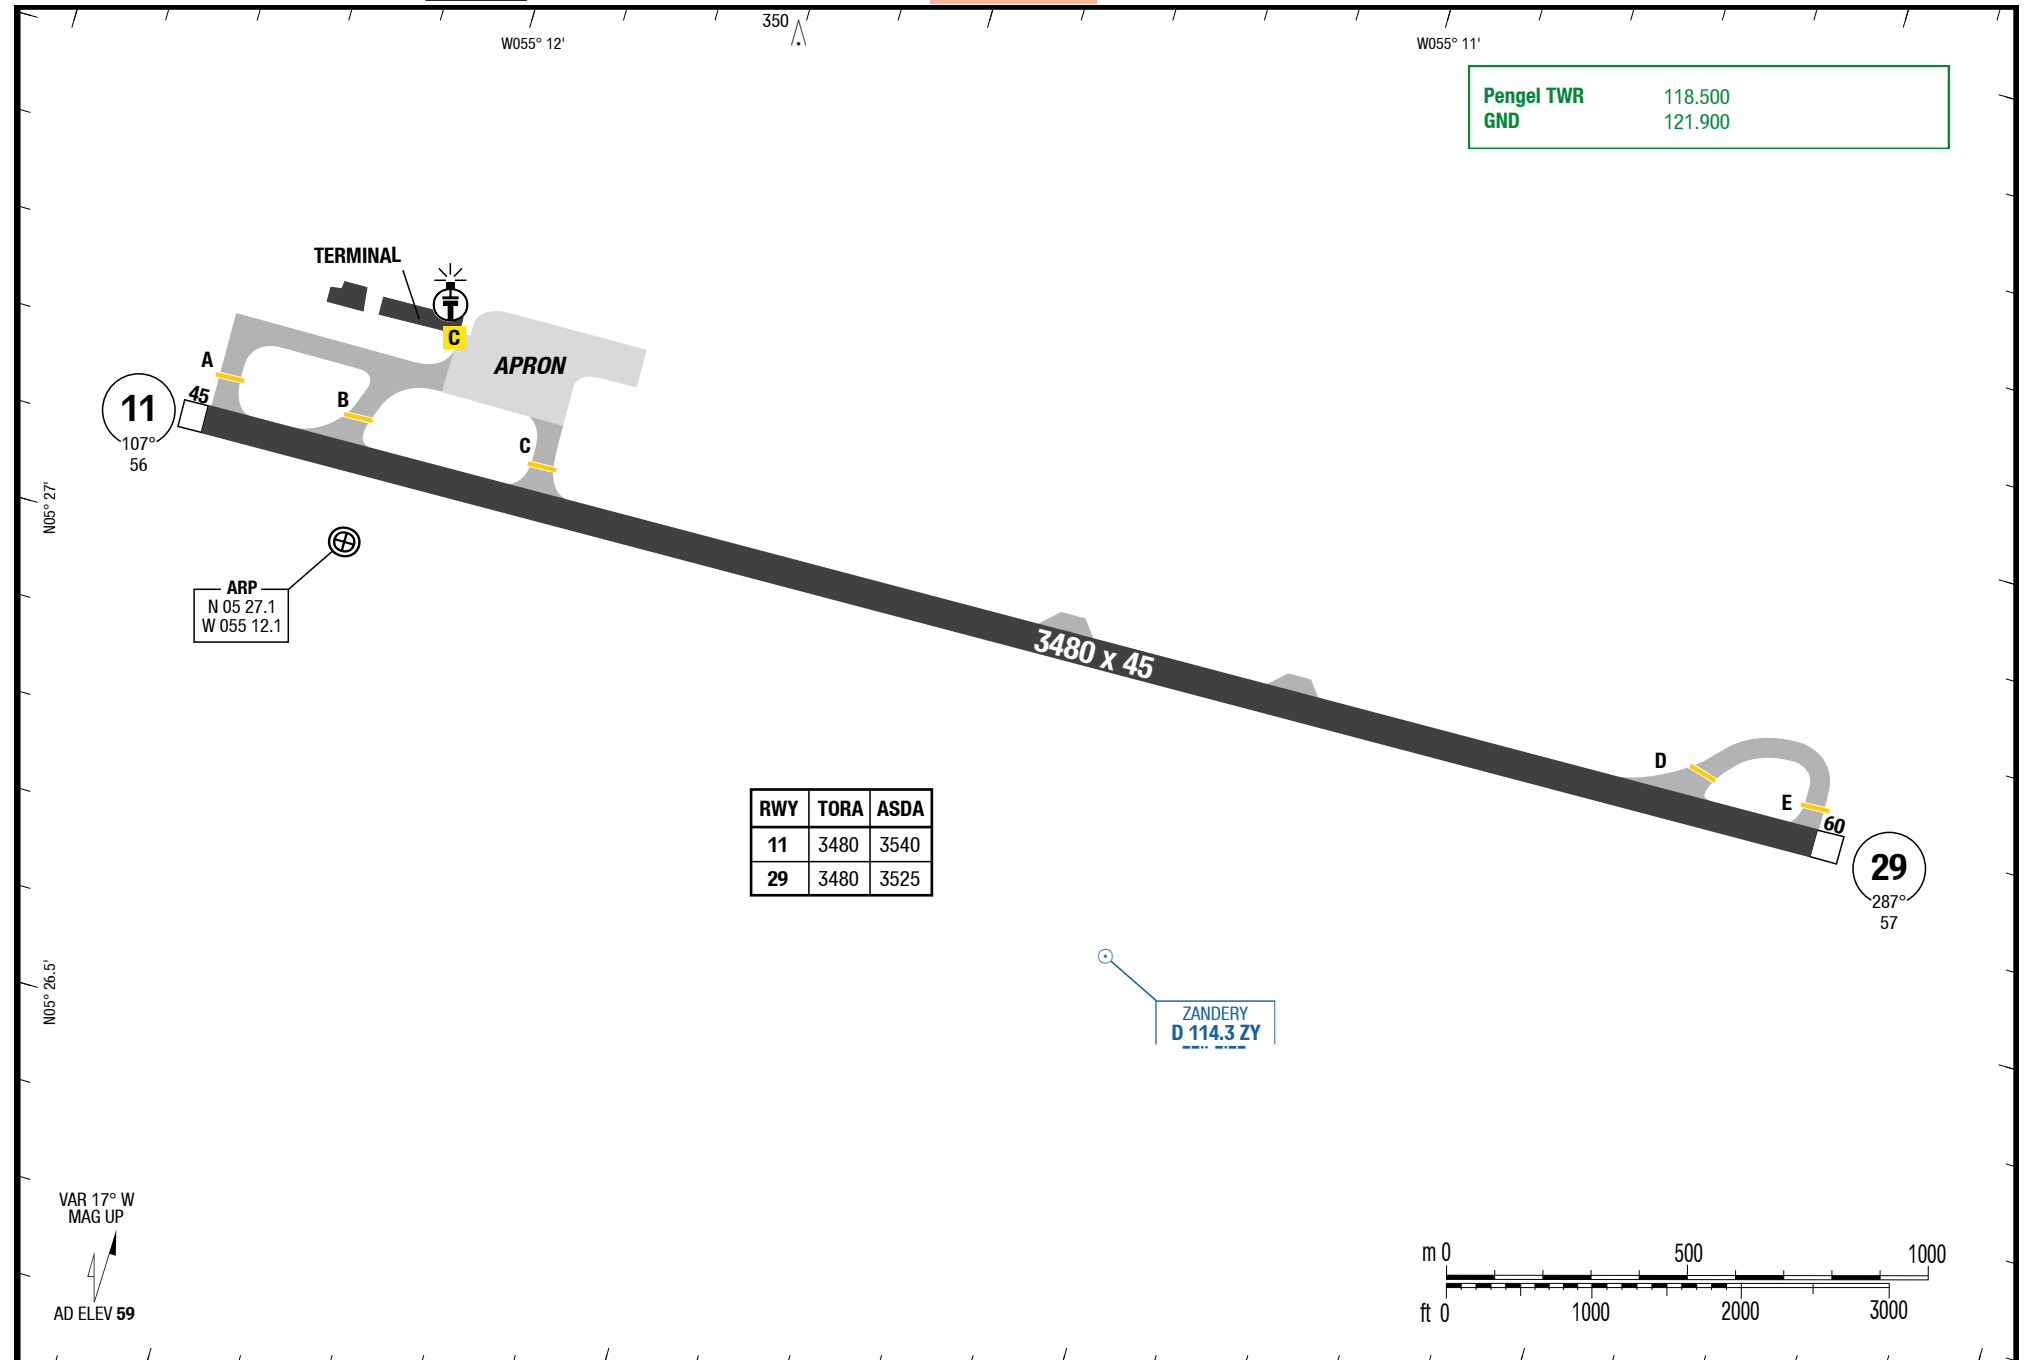 350
W055° 12'
W055° 11'
Pengel TWR 118.500
GND 121.900
TERMINAL
C
APRON
A
B
C
45
11
107°
56
N05° 27'
ARP
N 05 27.1
W 055 12.1
3480 x 45
D
E
60
29
287°
57
RWY TORA ASDA
11 3480 3540
29 3480 3525
N05° 26.5'
ZANDERY
D 114.3 ZY
VAR 17° W
MAG UP
AD ELEV 59
m 0 500 1000
ft 0 1000 2000 3000